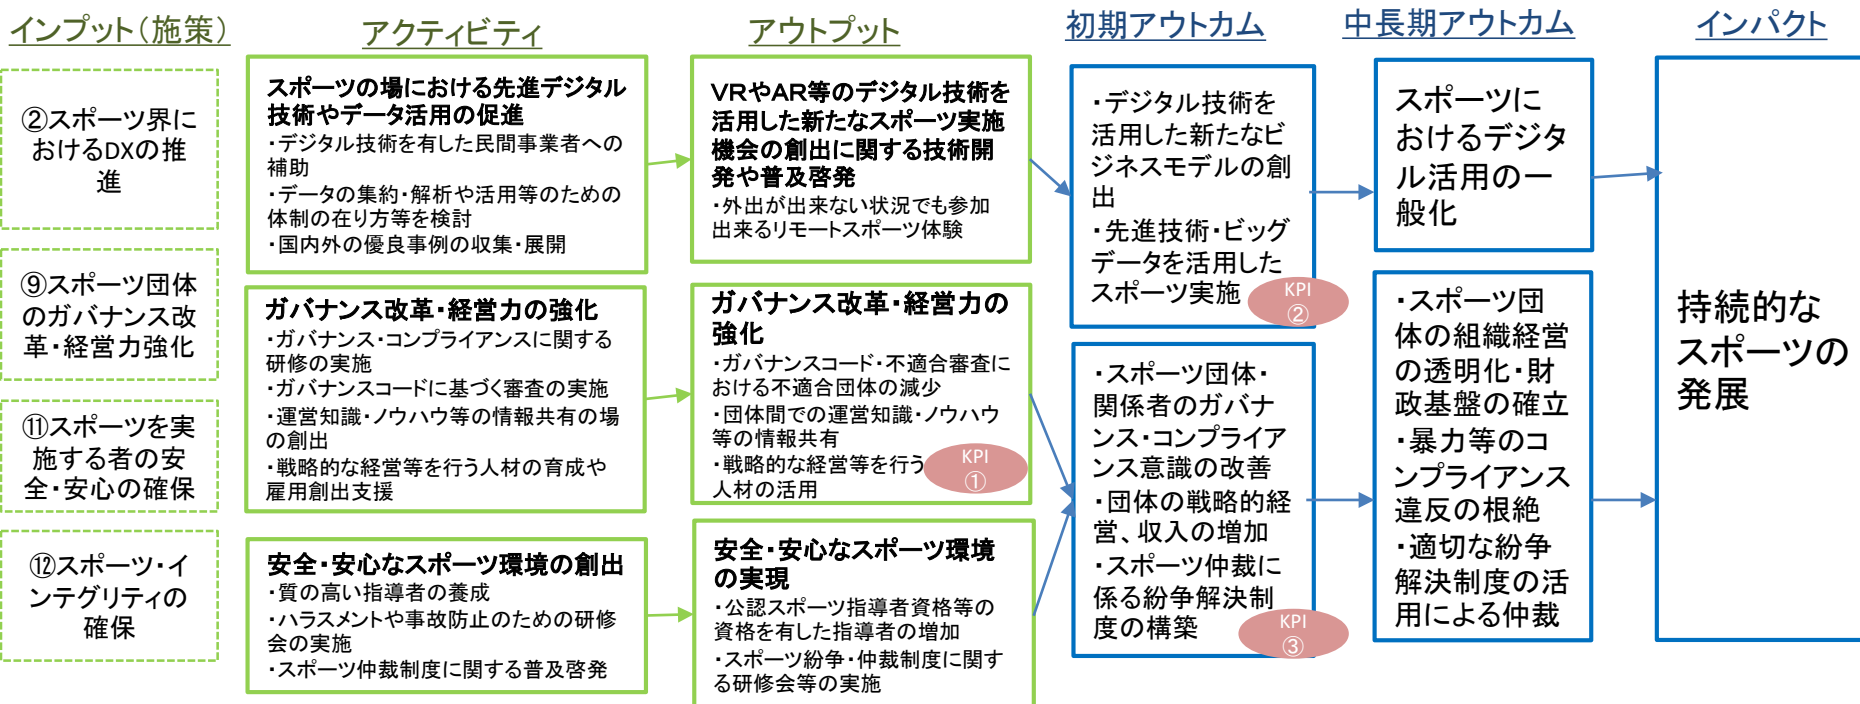 インプット（施策）
アクティビティ
アウトプット
初期アウトカム
中長期アウトカム
インパクト
②スポーツ界に
おけるDXの推
進
⑨スポーツ団体
のガバナンス改
革・経営力強化
⑪スポーツを実
施する者の安
全・安心の確保
⑫スポーツ・イ
ンテグリティの
確保
スポーツの場における先進デジタル
技術やデータ活用の促進
・デジタル技術を有した民間事業者への
補助
・データの集約・解析や活用等のための
体制の在り方等を検討
・国内外の優良事例の収集・展開
ガバナンス改革・経営力の強化
・ガバナンス・コンプライアンスに関する
研修の実施
・ガバナンスコードに基づく審査の実施
・運営知識・ノウハウ等の情報共有の場
の創出
・戦略的な経営等を行う人材の育成や
雇用創出支援
安全・安心なスポーツ環境の創出
・質の高い指導者の養成
・ハラスメントや事故防止のための研修
会の実施
・スポーツ仲裁制度に関する普及啓発
VRやAR等のデジタル技術を
活用した新たなスポーツ実施
機会の創出に関する技術開
発や普及啓発
・外出が出来ない状況でも参加
出来るリモートスポーツ体験
ガバナンス改革・経営力の
強化
・ガバナンスコード・不適合審査に
おける不適合団体の減少
・団体間での運営知識・ノウハウ
等の情報共有
・戦略的な経営等を行う
人材の活用
KPI
①
安全・安心なスポーツ環境
の実現
・公認スポーツ指導者資格等の
資格を有した指導者の増加
・スポーツ紛争・仲裁制度に関す
る研修会等の実施
・デジタル技術を
活用した新たなビ
ジネスモデルの創
出
・先進技術・ビッグ
データを活用した
スポーツ実施
KPI
②
・スポーツ団体・
関係者のガバナ
ンス・コンプライア
ンス意識の改善
・団体の戦略的経
営、収入の増加
・スポーツ仲裁に
係る紛争解決制
度の構築
KPI
③
スポーツに
おけるデジタ
ル活用の一
般化
・スポーツ団
体の組織経営
の透明化・財
政基盤の確立
・暴力等のコ
ンプライアンス
違反の根絶
・適切な紛争
解決制度の活
用による仲裁
持続的な
スポーツの
発展